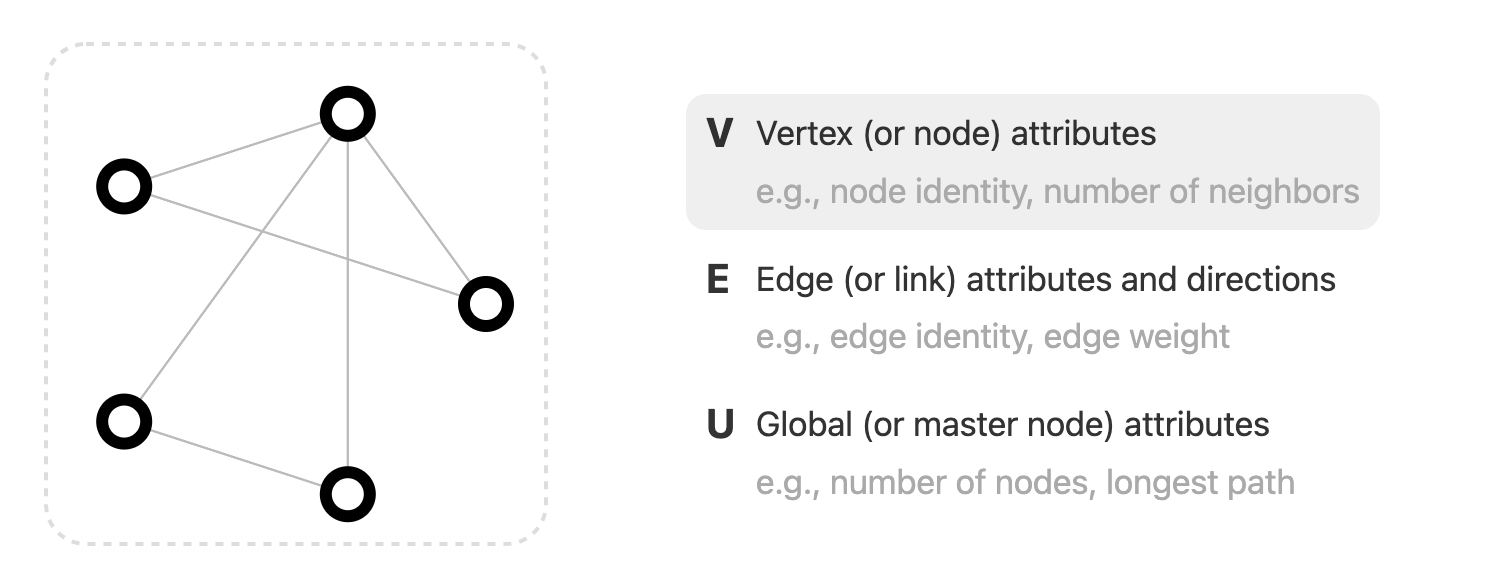 V Vertex (or node) attributes
e.g., node identity, number of neighbors
E Edge (or link) attributes and directions
e.g., edge identity, edge weight
U Global (or master node) attributes
e.g., number of nodes, longest path